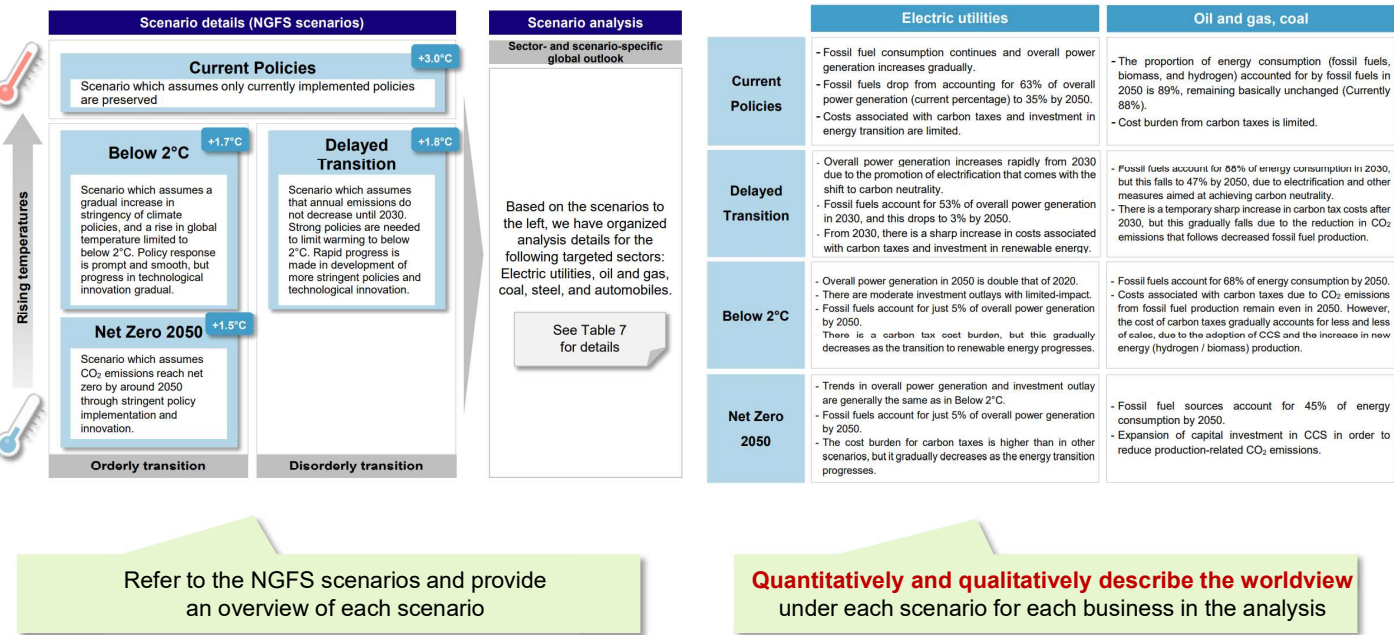 Scenario details (NGFS scenarios)
Rising temperatures
Current Policies
+3.0°C
Scenario which assumes only currently implemented policies
are preserved
Below 2°C
+1.7°C
Scenario which assumes a
gradual increase in
stringency of climate
policies, and a rise in global
temperature limited to
below 2°C. Policy response
is prompt and smooth, but
progress in technological
innovation gradual.
Delayed
Transition
+1.8°C
Scenario which assumes
that annual emissions do
not decrease until 2030.
Strong policies are needed
to limit warming to below
2°C. Rapid progress is
made in development of
more stringent policies and
technological innovation.
Net Zero 2050
+1.5°C
Scenario which assumes
CO₂ emissions reach net
zero by around 2050
through stringent policy
implementation and
innovation.
Orderly transition
Disorderly transition
Scenario analysis
Sector- and scenario-specific
global outlook
Based on the scenarios to
the left, we have organized
analysis details for the
following targeted sectors:
Electric utilities, oil and gas,
coal, steel, and automobiles.
See Table 7
for details
Electric utilities
Oil and gas, coal
Current
Policies
- Fossil fuel consumption continues and overall power
generation increases gradually.
- Fossil fuels drop from accounting for 63% of overall
power generation (current percentage) to 35% by 2050.
- Costs associated with carbon taxes and investment in
energy transition are limited.
- The proportion of energy consumption (fossil fuels,
biomass, and hydrogen) accounted for by fossil fuels in
2050 is 89%, remaining basically unchanged (Currently
88%).
- Cost burden from carbon taxes is limited.
Delayed
Transition
- Overall power generation increases rapidly from 2030
due to the promotion of electrification that comes with the
shift to carbon neutrality.
- Fossil fuels account for 53% of overall power generation
in 2030, and this drops to 3% by 2050.
- From 2030, there is a sharp increase in costs associated
with carbon taxes and investment in renewable energy.
- Fossil fuels account for 88% of energy consumption in 2030,
but this falls to 47% by 2050, due to electrification and other
measures aimed at achieving carbon neutrality.
- There is a temporary sharp increase in carbon tax costs after
2030, but this gradually falls due to the reduction in CO₂
emissions that follows decreased fossil fuel production.
Below 2°C
- Overall power generation in 2050 is double that of 2020.
- There are moderate investment outlays with limited-impact.
- Fossil fuels account for just 5% of overall power generation
by 2050.
There is a carbon tax cost burden, but this gradually
decreases as the transition to renewable energy progresses.
- Fossil fuels account for 68% of energy consumption by 2050.
- Costs associated with carbon taxes due to CO₂ emissions
from fossil fuel production remain even in 2050. However,
the cost of carbon taxes gradually accounts for less and less
of sales, due to the adoption of CCS and the increase in new
energy (hydrogen / biomass) production.
Net Zero
2050
- Trends in overall power generation and investment outlay
are generally the same as in Below 2°C.
- Fossil fuels account for just 5% of overall power generation
by 2050.
- The cost burden for carbon taxes is higher than in other
scenarios, but it gradually decreases as the energy transition
progresses.
- Fossil fuel sources account for 45% of energy
consumption by 2050.
- Expansion of capital investment in CCS in order to
reduce production-related CO₂ emissions.
Refer to the NGFS scenarios and provide
an overview of each scenario
Quantitatively and qualitatively describe the worldview
under each scenario for each business in the analysis